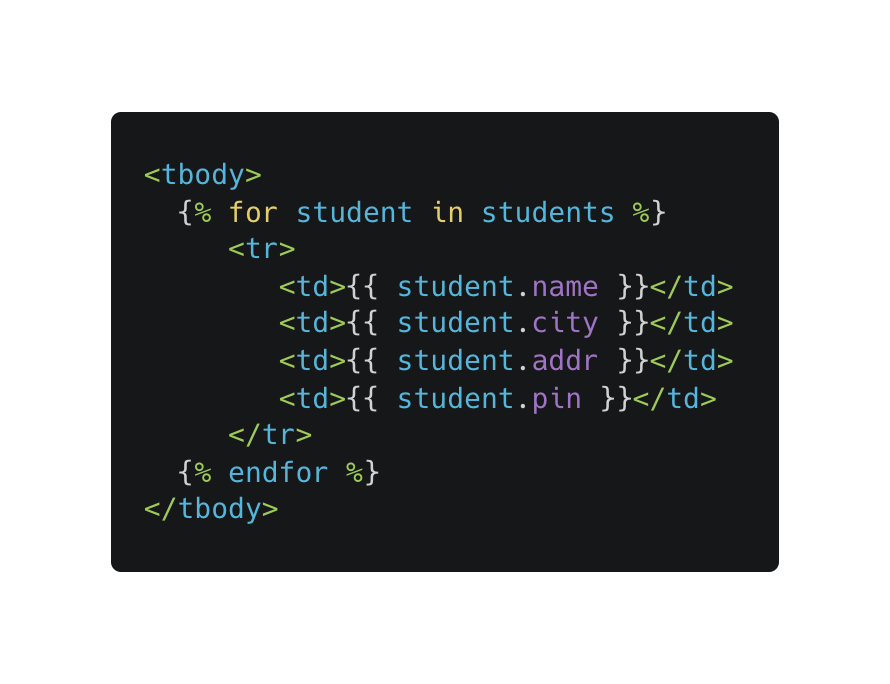 <tbody>
  {% for student in students %}
     <tr>
        <td>{{ student.name }}</td>
        <td>{{ student.city }}</td>
        <td>{{ student.addr }}</td>
        <td>{{ student.pin }}</td>
     </tr>
  {% endfor %}
</tbody>